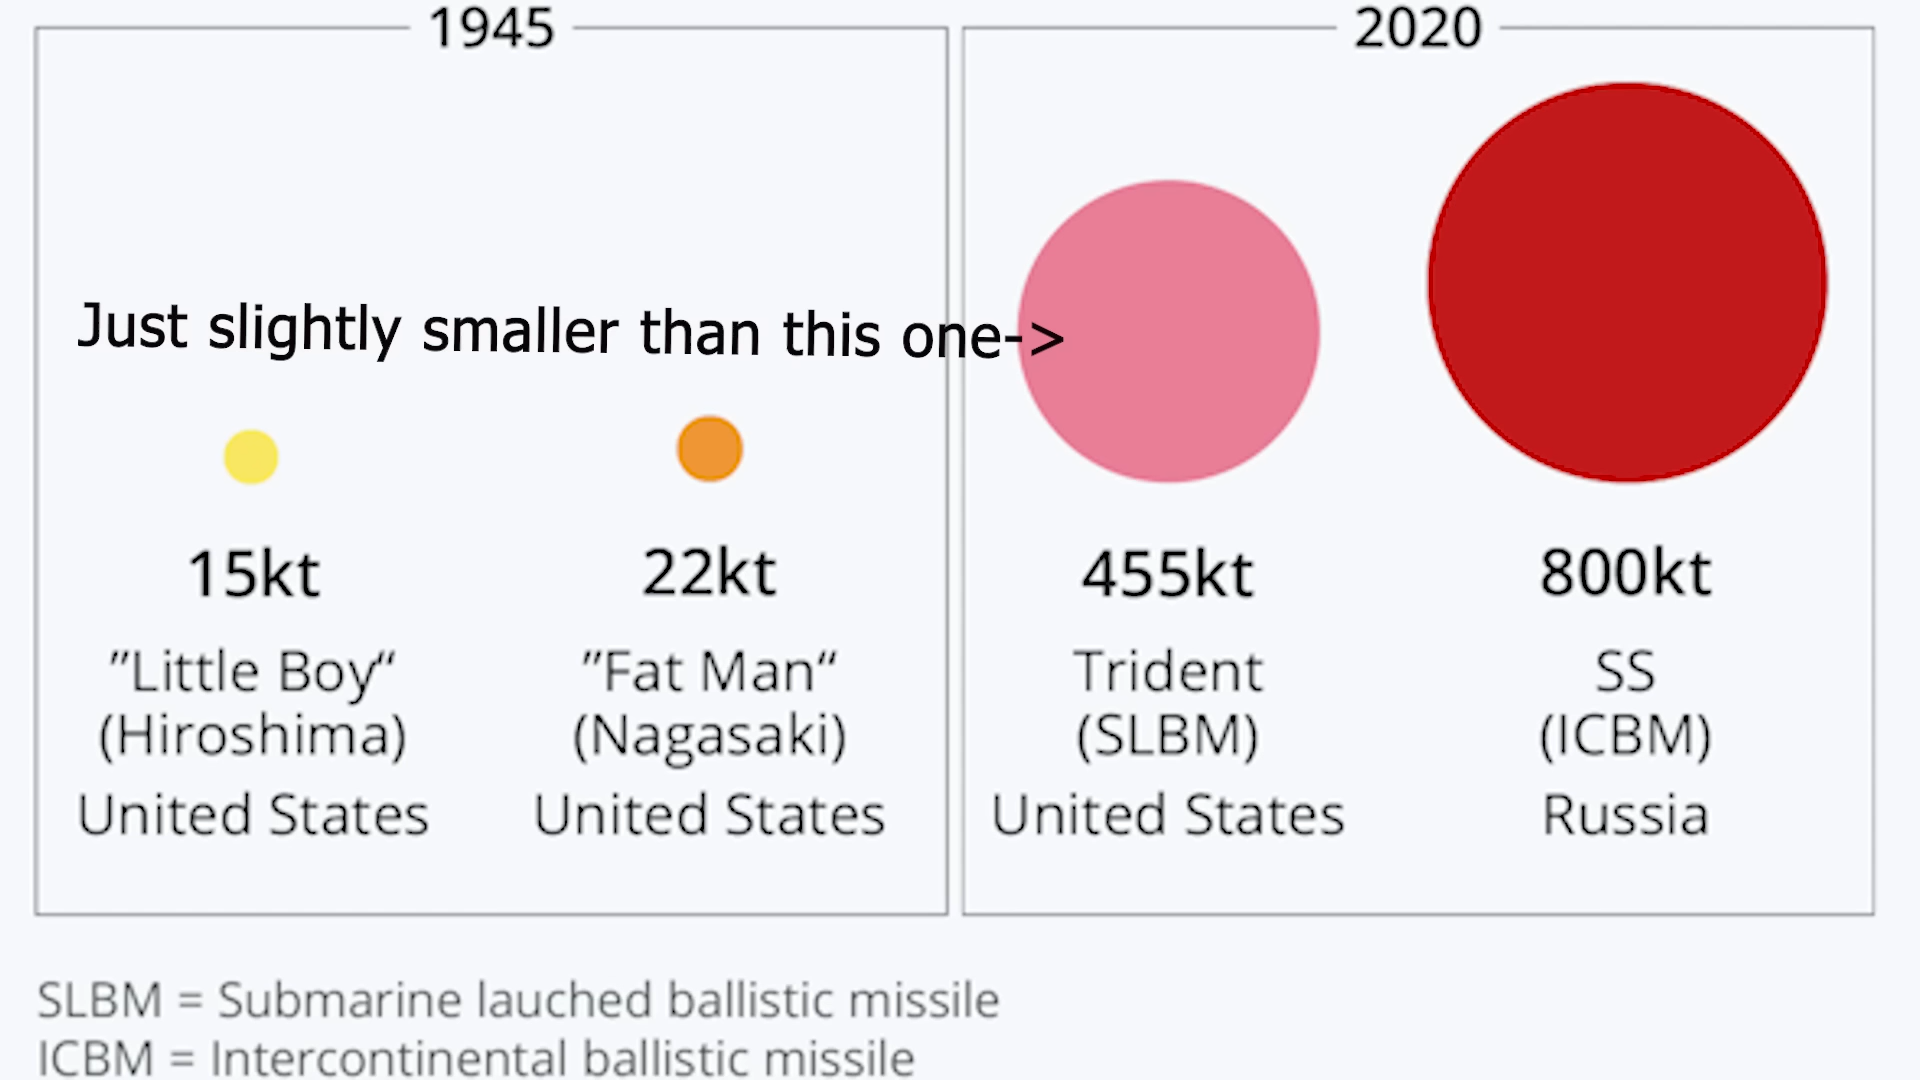 1945
2020
Just slightly smaller than this one->
15kt
22kt
455kt
800kt
”Little Boy“
(Hiroshima)
United States
”Fat Man“
(Nagasaki)
United States
Trident
(SLBM)
United States
SS
(ICBM)
Russia
SLBM = Submarine lauched ballistic missile
ICBM = Intercontinental ballistic missile